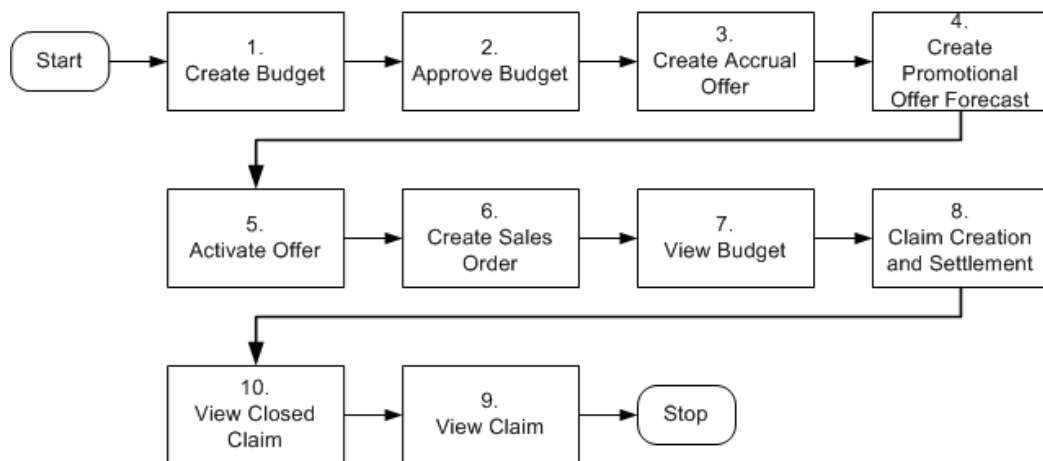 Start
1.
Create Budget
2.
Approve Budget
3.
Create Accrual
Offer
4.
Create
Promotional
Offer Forecast
5.
Activate Offer
6.
Create Sales
Order
7.
View Budget
8.
Claim Creation
and Settlement
10.
View Closed
Claim
9.
View Claim
Stop